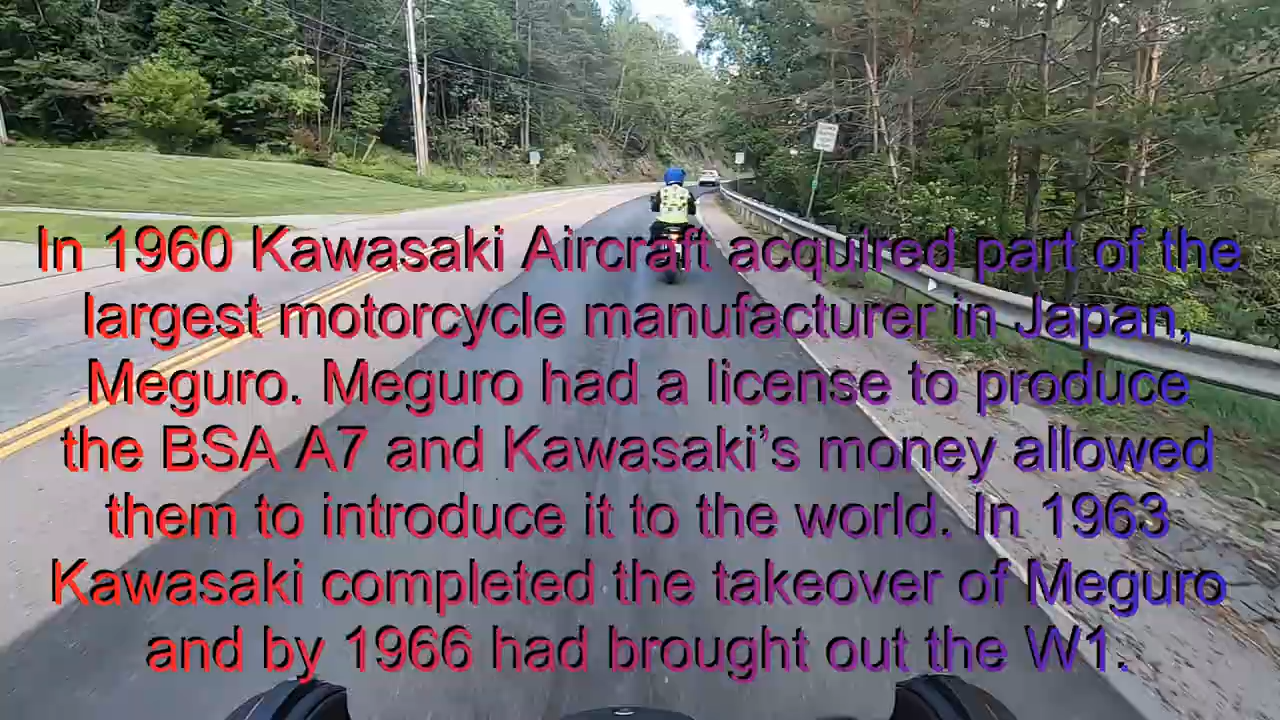 In 1960 Kawasaki Aircraft acquired part of the
largest motorcycle manufacturer in Japan,
Meguro. Meguro had a license to produce
the BSA A7 and Kawasaki’s money allowed
them to introduce it to the world. In 1963
Kawasaki completed the takeover of Meguro
and by 1966 had brought out the W1.